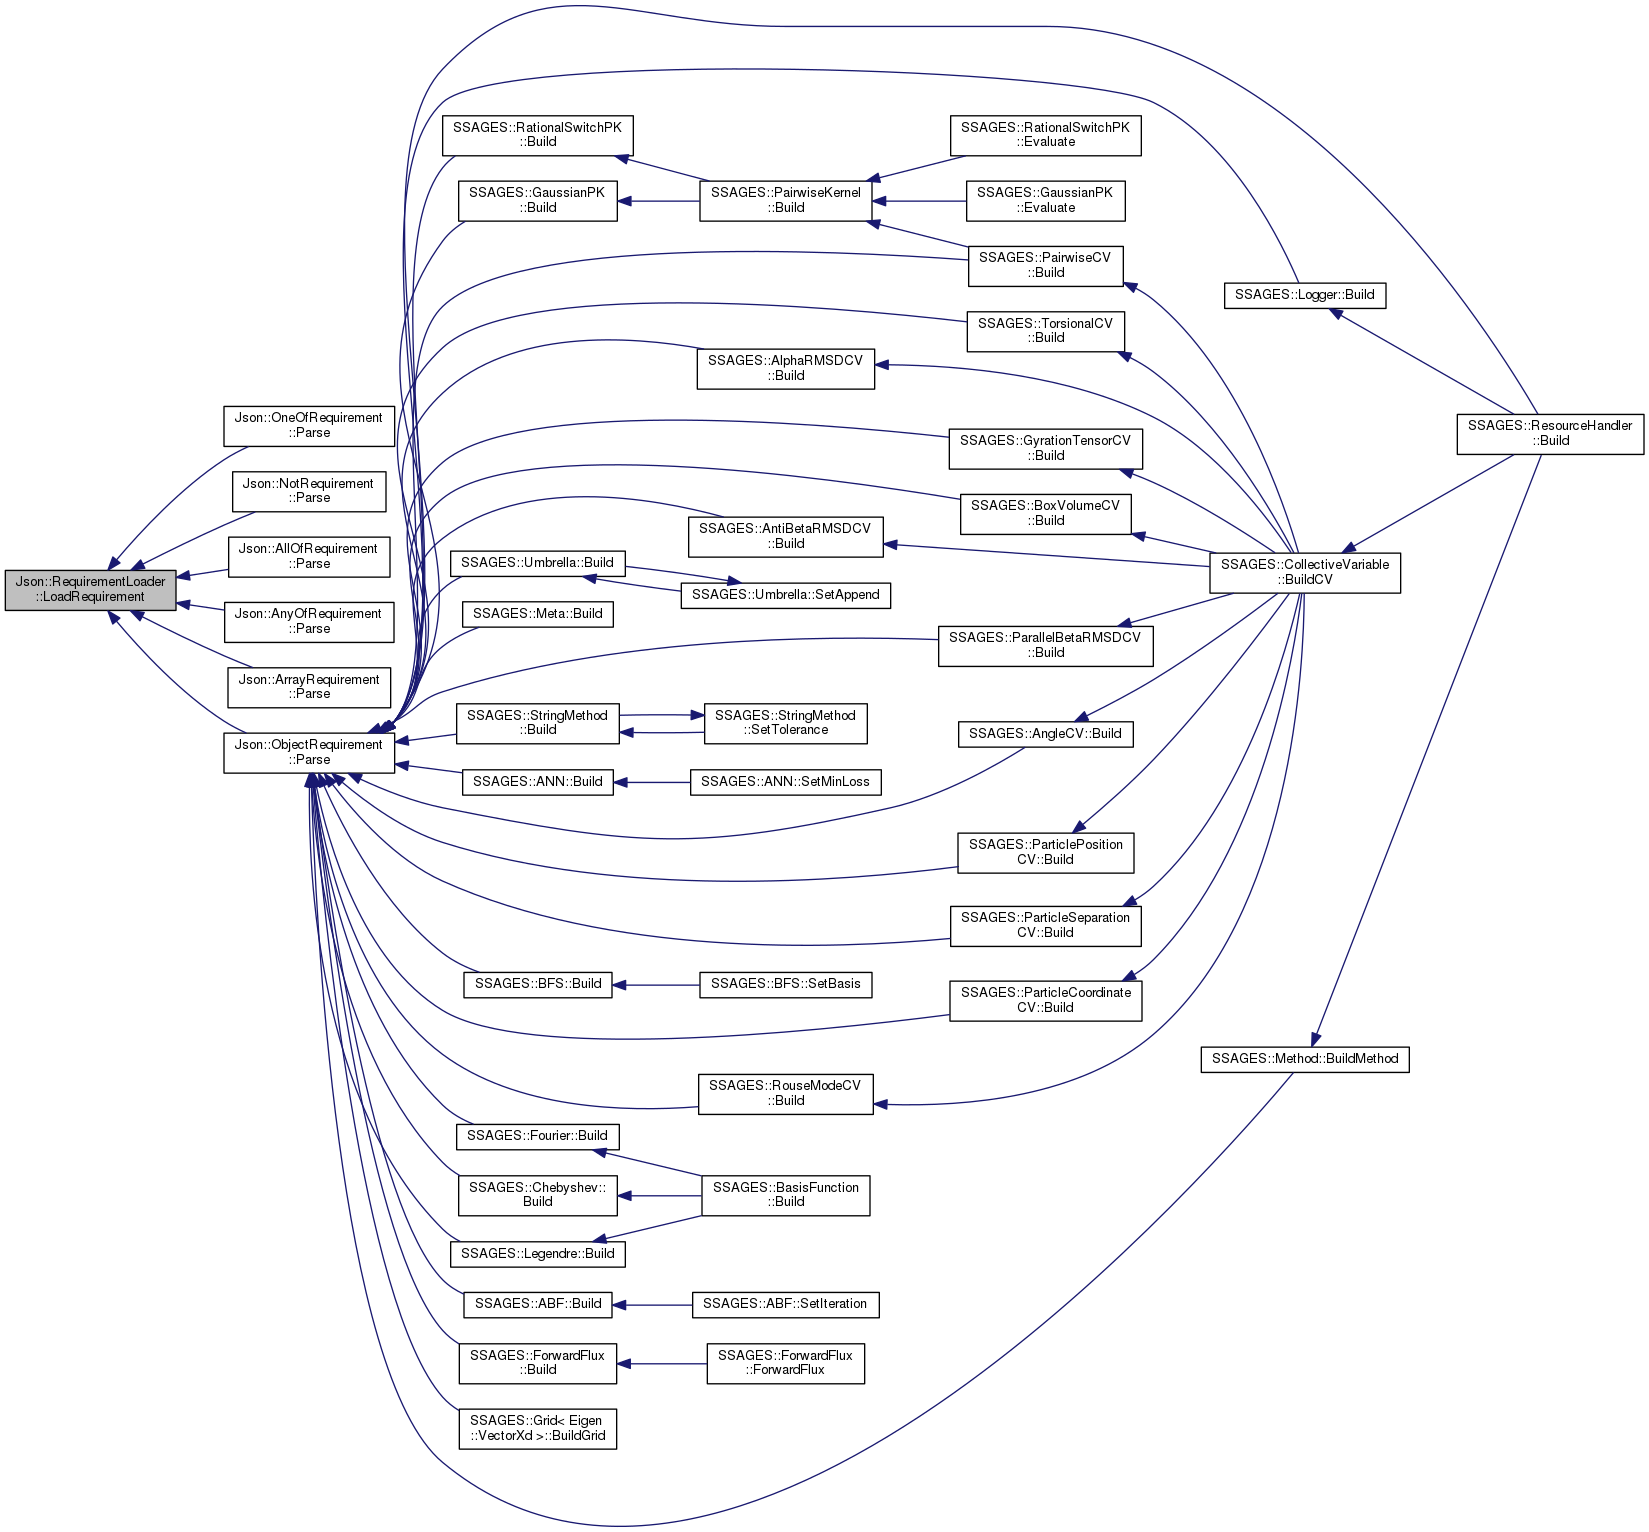 SSAGES::RationalSwitchPK
::Build
SSAGES::RationalSwitchPK
::Evaluate
SSAGES::GaussianPK
::Build
SSAGES::PairwiseKernel
::Build
SSAGES::GaussianPK
::Evaluate
SSAGES::PairwiseCV
::Build
SSAGES::Logger::Build
SSAGES::TorsionalCV
::Build
SSAGES::AlphaRMSDCV
::Build
Json::OneOfRequirement
::Parse
SSAGES::ResourceHandler
::Build
SSAGES::GyrationTensorCV
::Build
Json::NotRequirement
::Parse
SSAGES::BoxVolumeCV
::Build
SSAGES::AntiBetaRMSDCV
::Build
Json::AllOfRequirement
::Parse
SSAGES::Umbrella::Build
SSAGES::CollectiveVariable
::BuildCV
Json::RequirementLoader
::LoadRequirement
SSAGES::Umbrella::SetAppend
Json::AnyOfRequirement
::Parse
SSAGES::Meta::Build
SSAGES::ParallelBetaRMSDCV
::Build
Json::ArrayRequirement
::Parse
SSAGES::StringMethod
::Build
SSAGES::StringMethod
::SetTolerance
SSAGES::AngleCV::Build
Json::ObjectRequirement
::Parse
SSAGES::ANN::Build
SSAGES::ANN::SetMinLoss
SSAGES::ParticlePosition
CV::Build
SSAGES::ParticleSeparation
CV::Build
SSAGES::BFS::Build
SSAGES::BFS::SetBasis
SSAGES::ParticleCoordinate
CV::Build
SSAGES::Method::BuildMethod
SSAGES::RouseModeCV
::Build
SSAGES::Fourier::Build
SSAGES::Chebyshev::
Build
SSAGES::BasisFunction
::Build
SSAGES::Legendre::Build
SSAGES::ABF::Build
SSAGES::ABF::SetIteration
SSAGES::ForwardFlux
::Build
SSAGES::ForwardFlux
::ForwardFlux
SSAGES::Grid< Eigen
::VectorXd >::BuildGrid